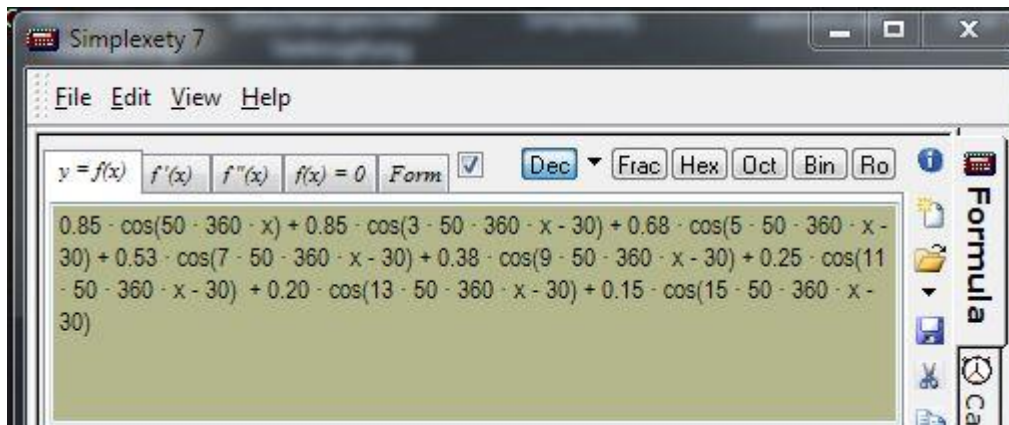 Simplexety 7
File Edit View Help
y = f(x) f'(x) f''(x) f(x) = 0 Form Dec Frac Hex Oct Bin Ro
0.85 · cos(50 · 360 · x) + 0.85 · cos(3 · 50 · 360 · x - 30) + 0.68 · cos(5 · 50 · 360 · x -
30) + 0.53 · cos(7 · 50 · 360 · x - 30) + 0.38 · cos(9 · 50 · 360 · x - 30) + 0.25 · cos(11
· 50 · 360 · x - 30) + 0.20 · cos(13 · 50 · 360 · x - 30) + 0.15 · cos(15 · 50 · 360 · x -
30)
Formula
Ca